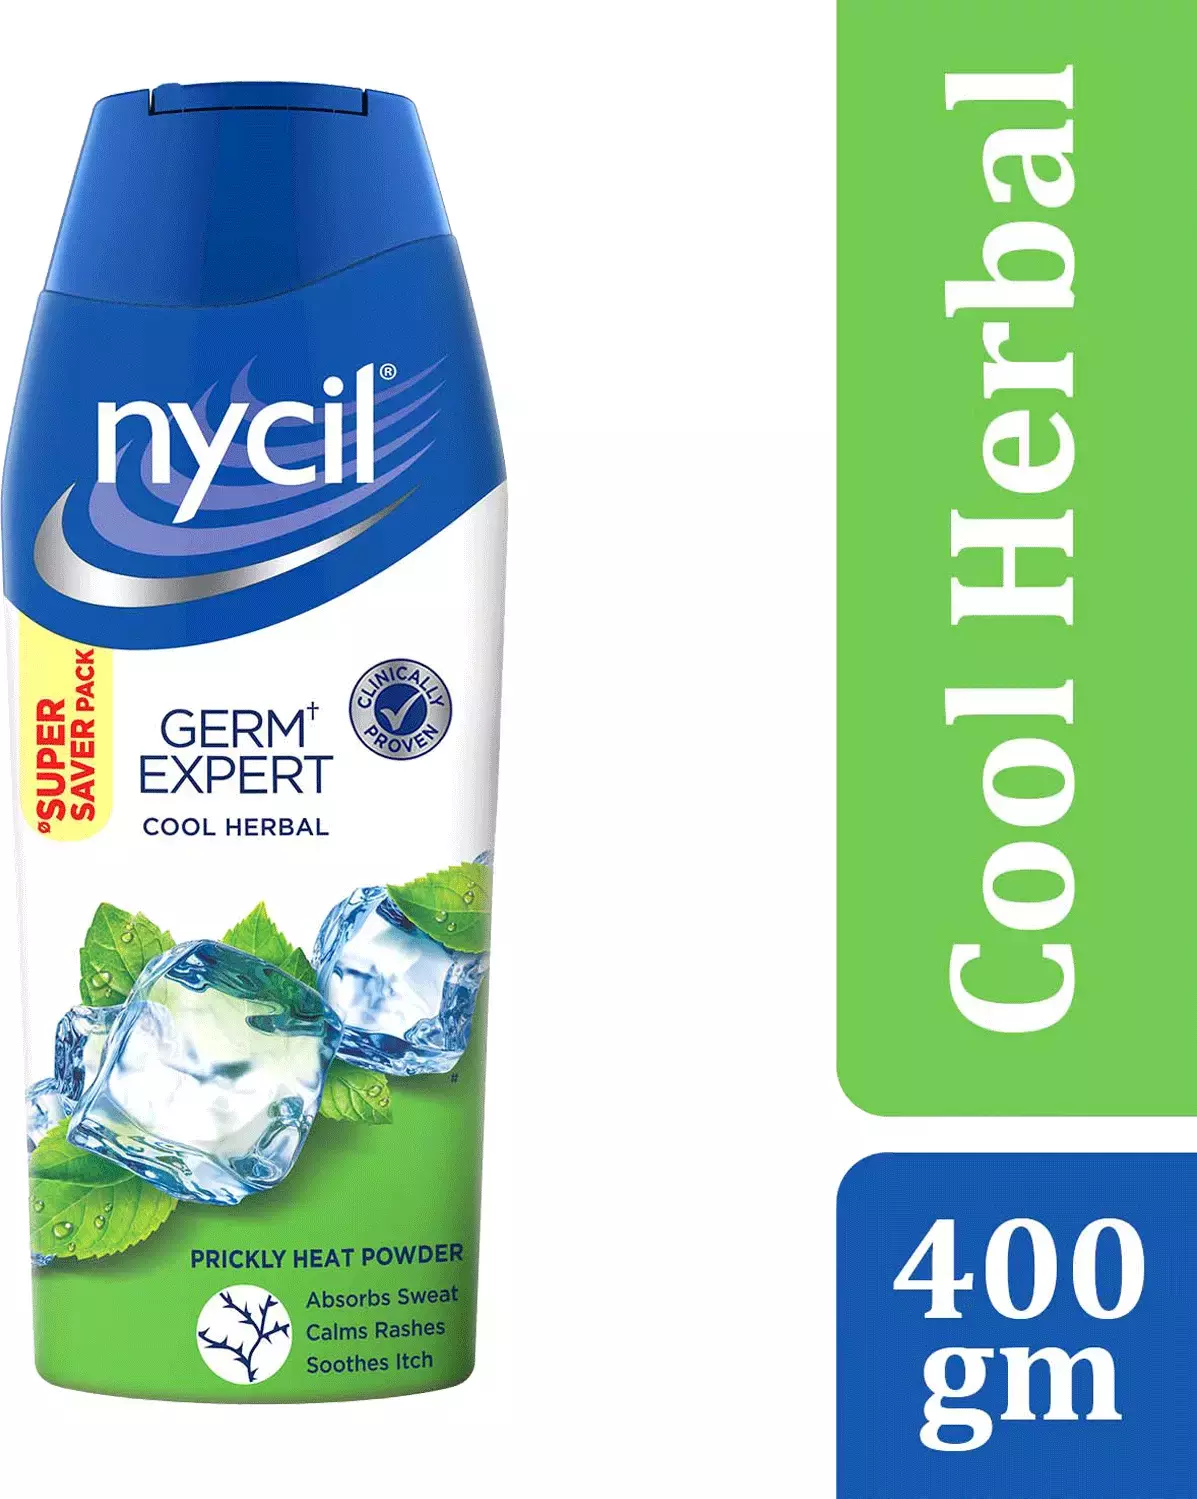 nycil®
øSUPER
SAVER PACK
GERM†
EXPERT
COOL HERBAL
CLINICALLY
PROVEN
#
PRICKLY HEAT POWDER
Absorbs Sweat
Calms Rashes
Soothes Itch
Cool Herbal
400
gm